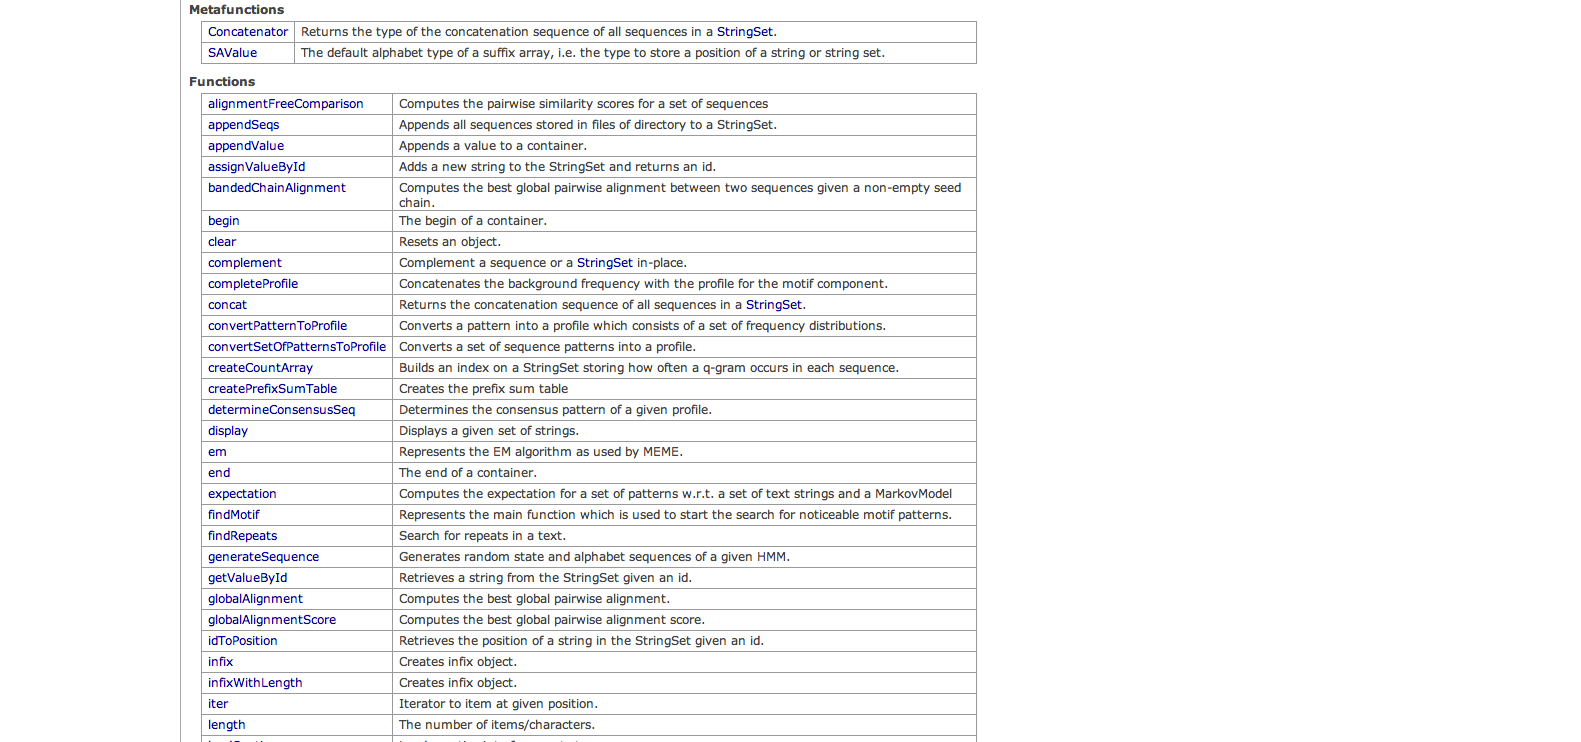 Metafunctions
Concatenator Returns the type of the concatenation sequence of all sequences in a StringSet.
SAValue The default alphabet type of a suffix array, i.e. the type to store a position of a string or string set.
Functions
alignmentFreeComparison Computes the pairwise similarity scores for a set of sequences
appendSeqs Appends all sequences stored in files of directory to a StringSet.
appendValue Appends a value to a container.
assignValueById Adds a new string to the StringSet and returns an id.
bandedChainAlignment Computes the best global pairwise alignment between two sequences given a non-empty seed
chain.
begin The begin of a container.
clear Resets an object.
complement Complement a sequence or a StringSet in-place.
completeProfile Concatenates the background frequency with the profile for the motif component.
concat Returns the concatenation sequence of all sequences in a StringSet.
convertPatternToProfile Converts a pattern into a profile which consists of a set of frequency distributions.
convertSetOfPatternsToProfile Converts a set of sequence patterns into a profile.
createCountArray Builds an index on a StringSet storing how often a q-gram occurs in each sequence.
createPrefixSumTable Creates the prefix sum table
determineConsensusSeq Determines the consensus pattern of a given profile.
display Displays a given set of strings.
em Represents the EM algorithm as used by MEME.
end The end of a container.
expectation Computes the expectation for a set of patterns w.r.t. a set of text strings and a MarkovModel
findMotif Represents the main function which is used to start the search for noticeable motif patterns.
findRepeats Search for repeats in a text.
generateSequence Generates random state and alphabet sequences of a given HMM.
getValueById Retrieves a string from the StringSet given an id.
globalAlignment Computes the best global pairwise alignment.
globalAlignmentScore Computes the best global pairwise alignment score.
idToPosition Retrieves the position of a string in the StringSet given an id.
infix Creates infix object.
infixWithLength Creates infix object.
iter Iterator to item at given position.
length The number of items/characters.